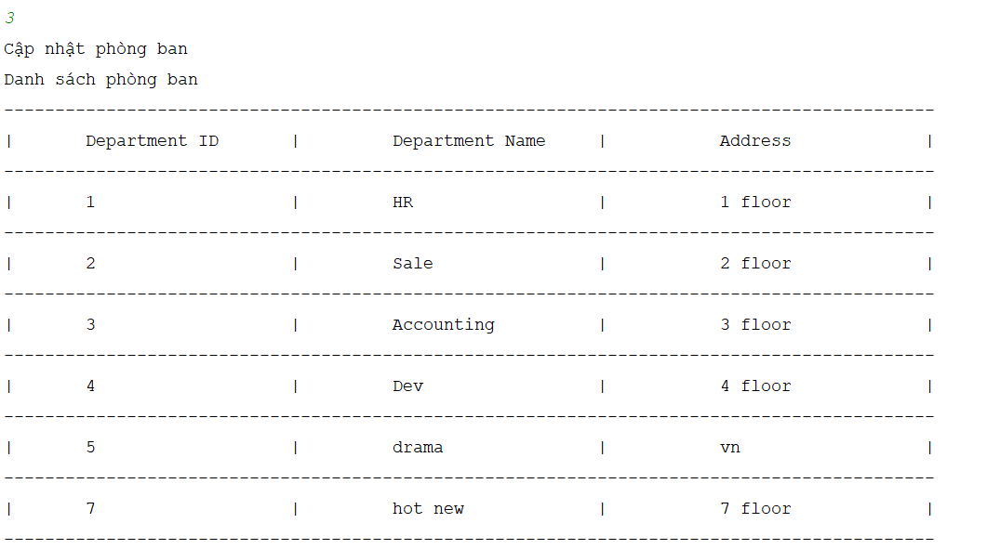 3
Cập nhật phòng ban
Danh sách phòng ban
-------------------------------------------------------------------------------------------
| Department ID | Department Name | Address |
-------------------------------------------------------------------------------------------
| 1 | HR | 1 floor |
-------------------------------------------------------------------------------------------
| 2 | Sale | 2 floor |
-------------------------------------------------------------------------------------------
| 3 | Accounting | 3 floor |
-------------------------------------------------------------------------------------------
| 4 | Dev | 4 floor |
-------------------------------------------------------------------------------------------
| 5 | drama | vn |
-------------------------------------------------------------------------------------------
| 7 | hot new | 7 floor |
-------------------------------------------------------------------------------------------